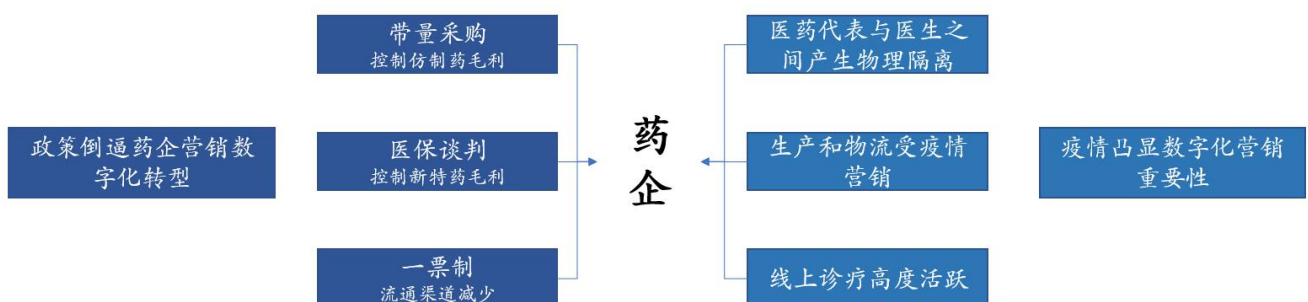 政策倒逼药企营销数
字化转型
带量采购
控制仿制药毛利
医保谈判
控制新特药毛利
一票制
流通渠道减少
药
企
医药代表与医生之
间产生物理隔离
生产和物流受疫情
营销
线上诊疗高度活跃
疫情凸显数字化营销
重要性